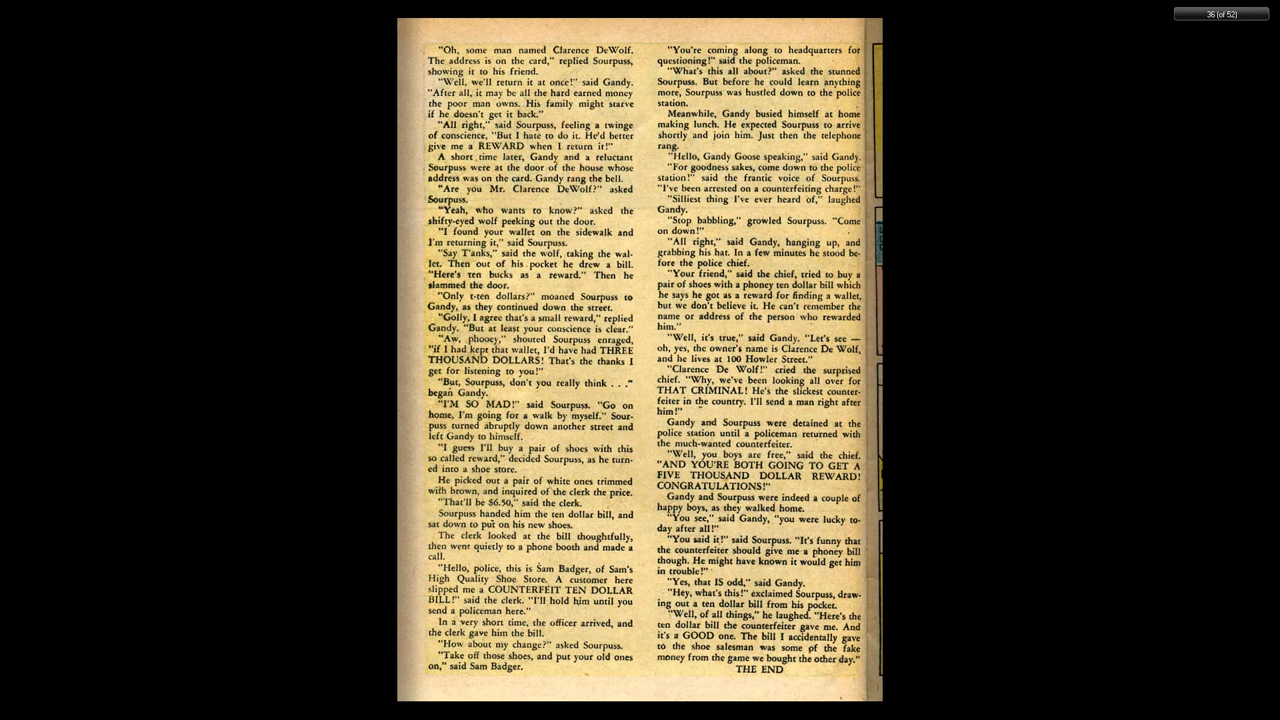 36 (of 52)
"Oh, some man named Clarence DeWolf.
The address is on the card," replied Sourpuss,
showing it to his friend.
"Well, we'll return it at once!" said Gandy.
"After all, it may be all the hard earned money
the poor man owns. His family might starve
if he doesn't get it back."
"All right," said Sourpuss, feeling a twinge
of conscience, "But I hate to do it. He'd better
give me a REWARD when I return it!"
A short time later, Gandy and a reluctant
Sourpuss were at the door of the house whose
address was on the card. Gandy rang the bell.
"Are you Mr. Clarence DeWolf?" asked
Sourpuss.
"Yeah, who wants to know?" asked the
shifty-eyed wolf peeking out the door.
"I found your wallet on the sidewalk and
I'm returning it," said Sourpuss.
"Say T'anks," said the wolf, taking the wal-
let. Then out of his pocket he drew a bill.
"Here's ten bucks as a reward." Then he
slammed the door.
"Only t-ten dollars?" moaned Sourpuss to
Gandy, as they continued down the street.
"Golly, I agree that's a small reward," replied
Gandy. "But at least your conscience is clear."
"Aw, phooey," shouted Sourpuss enraged,
"if I had kept that wallet, I'd have had THREE
THOUSAND DOLLARS! That's the thanks I
get for listening to you!"
"But, Sourpuss, don't you really think . . ."
began Gandy.
"I'M SO MAD!" said Sourpuss. "Go on
home, I'm going for a walk by myself." Sour-
puss turned abruptly down another street and
left Gandy to himself.
"I guess I'll buy a pair of shoes with this
so called reward," decided Sourpuss, as he turn-
ed into a shoe store.
He picked out a pair of white ones trimmed
with brown, and inquired of the clerk the price.
"That'll be $6.50," said the clerk.
Sourpuss handed him the ten dollar bill, and
sat down to put on his new shoes.
The clerk looked at the bill thoughtfully,
then went quietly to a phone booth and made a
call.
"Hello, police, this is Sam Badger, of Sam's
High Quality Shoe Store. A customer here
slipped me a COUNTERFEIT TEN DOLLAR
BILL!" said the clerk. "I'll hold him until you
send a policeman here."
In a very short time, the officer arrived, and
the clerk gave him the bill.
"How about my change?" asked Sourpuss.
"Take off those shoes, and put your old ones
on," said Sam Badger.
"You're coming along to headquarters for
questioning!" said the policeman.
"What's this all about?" asked the stunned
Sourpuss. But before he could learn anything
more, Sourpuss was hustled down to the police
station.
Meanwhile, Gandy busied himself at home
making lunch. He expected Sourpuss to arrive
shortly and join him. Just then the telephone
rang.
"Hello, Gandy Goose speaking," said Gandy.
"For goodness sakes, come down to the police
station!" said the frantic voice of Sourpuss.
"I've been arrested on a counterfeiting charge!"
"Silliest thing I've ever heard of," laughed
Gandy.
"Stop babbling," growled Sourpuss. "Come
on down!"
"All right," said Gandy, hanging up, and
grabbing his hat. In a few minutes he stood be-
fore the police chief.
"Your friend," said the chief, tried to buy a
pair of shoes with a phoney ten dollar bill which
he says he got as a reward for finding a wallet,
but we don't believe it. He can't remember the
name or address of the person who rewarded
him."
"Well, it's true," said Gandy. "Let's see —
oh, yes, the owner's name is Clarence De Wolf,
and he lives at 100 Howler Street."
"Clarence De Wolf!" cried the surprised
chief. "Why, we've been looking all over for
THAT CRIMINAL! He's the slickest counter-
feiter in the country. I'll send a man right after
him!"
Gandy and Sourpuss were detained at the
police station until a policeman returned with
the much-wanted counterfeiter.
"Well, you boys are free," said the chief.
"AND YOU'RE BOTH GOING TO GET A
FIVE THOUSAND DOLLAR REWARD!
CONGRATULATIONS!"
Gandy and Sourpuss were indeed a couple of
happy boys, as they walked home.
"You see," said Gandy, "you were lucky to-
day after all!"
"You said it!" said Sourpuss. "It's funny that
the counterfeiter should give me a phoney bill
though. He might have known it would get him
in trouble!"
"Yes, that IS odd," said Gandy.
"Hey, what's this!" exclaimed Sourpuss, draw-
ing out a ten dollar bill from his pocket.
"Well, of all things," he laughed. "Here's the
ten dollar bill the counterfeiter gave me. And
it's a GOOD one. The bill I accidentally gave
to the shoe salesman was some of the fake
money from the game we bought the other day."
THE END